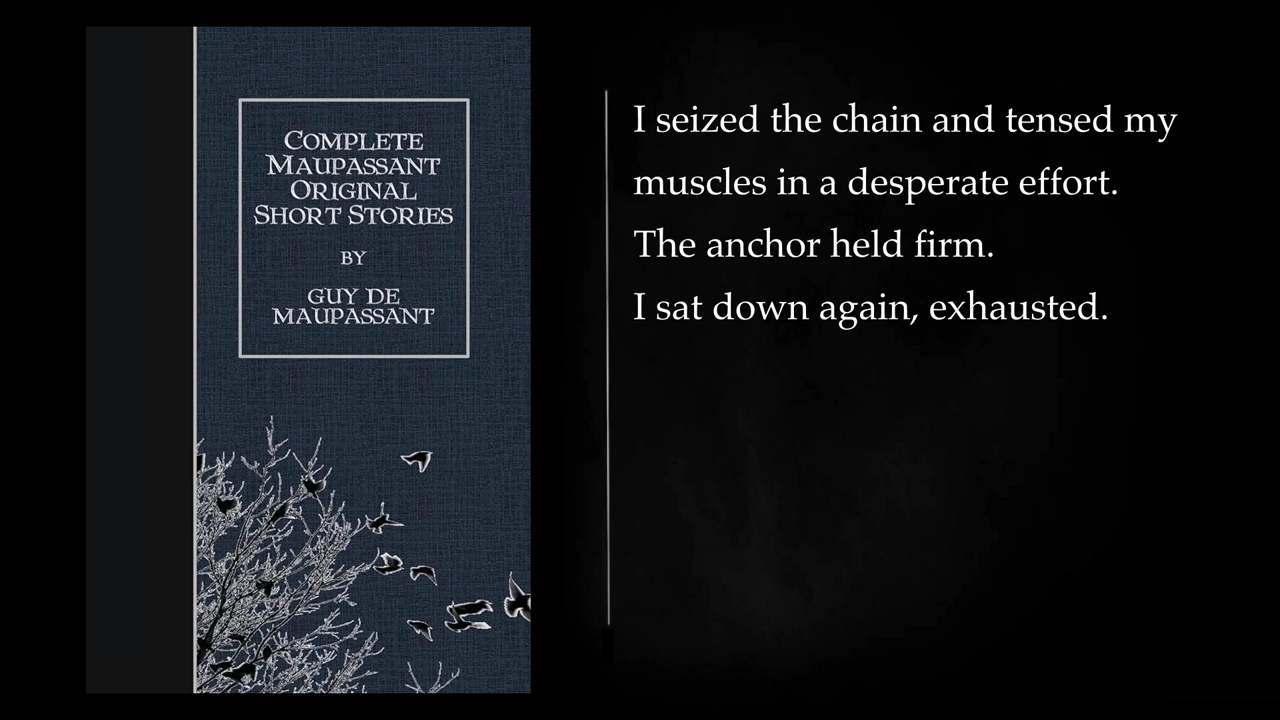 COMPLETE
MAUPASSANT
ORIGINAL
SHORT STORIES
BY
GUY DE
MAUPASSANT
I seized the chain and tensed my
muscles in a desperate effort.
The anchor held firm.
I sat down again, exhausted.